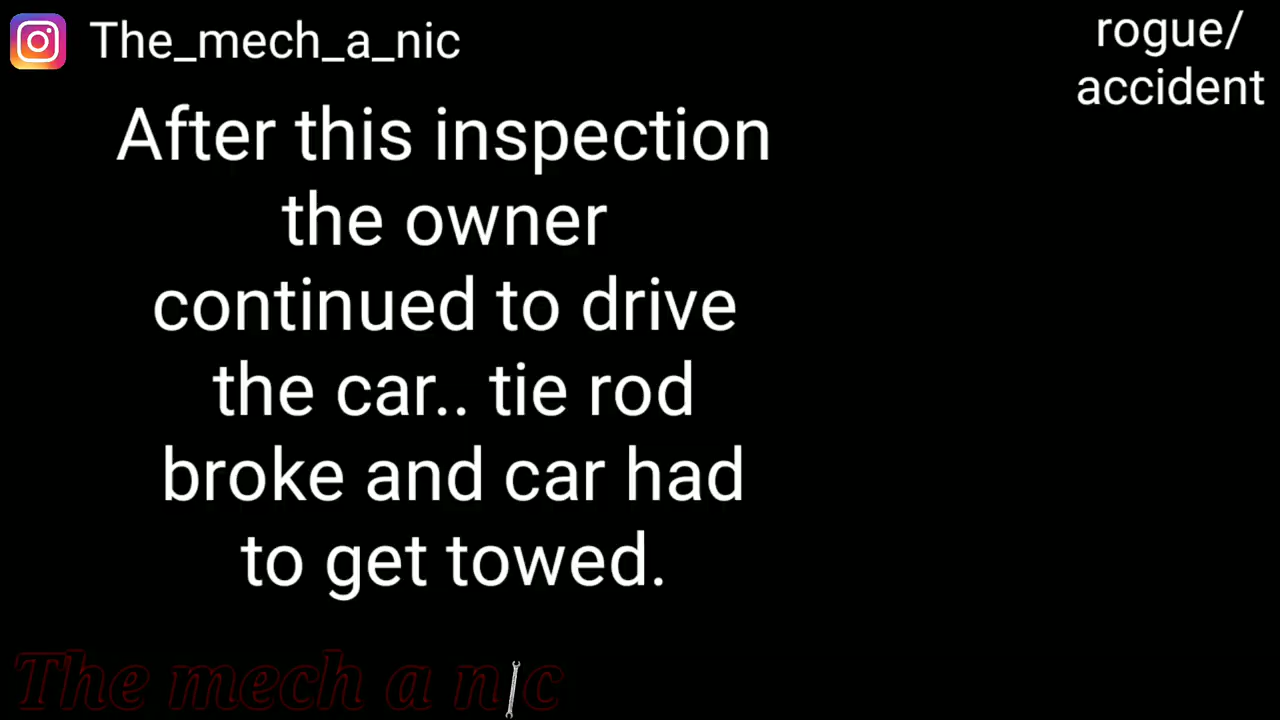 The_mech_a_nic
rogue/
accident
After this inspection
the owner
continued to drive
the car.. tie rod
broke and car had
to get towed.
The mech a nic